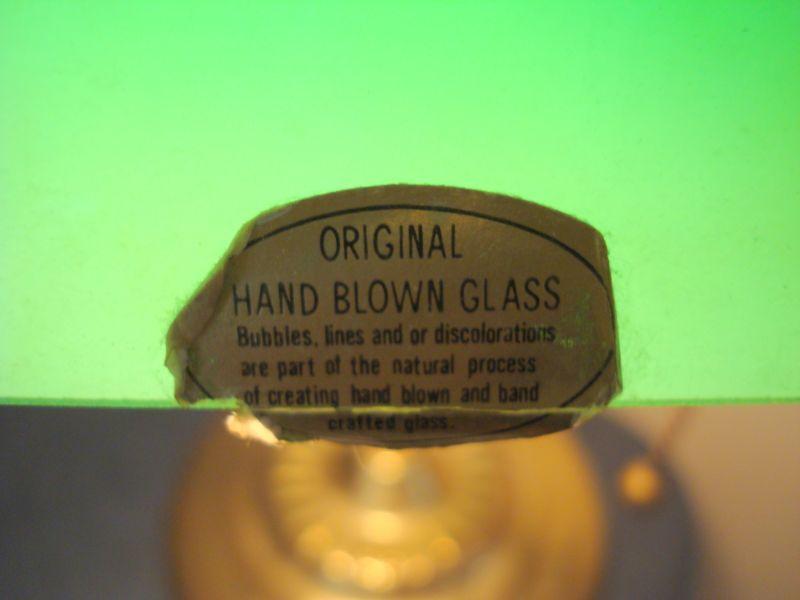 ORIGINAL
HAND BLOWN GLASS
Bubbles, lines and or discolorations
are part of the natural process
of creating hand blown and band
crafted glass.